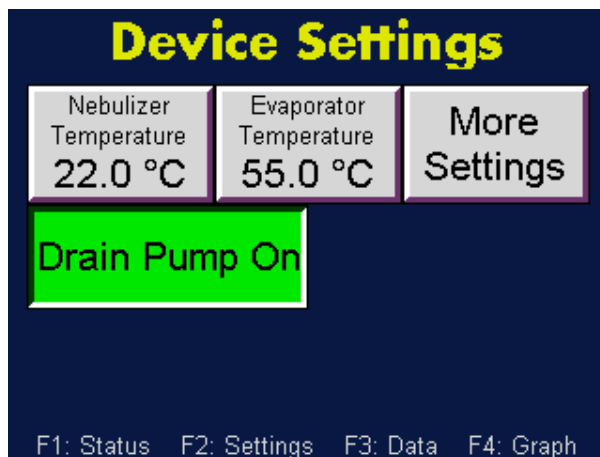 Device Settings
Nebulizer
Temperature
22.0 °C
Evaporator
Temperature
55.0 °C
More
Settings
Drain Pump On
F1: Status F2: Settings F3: Data F4: Graph